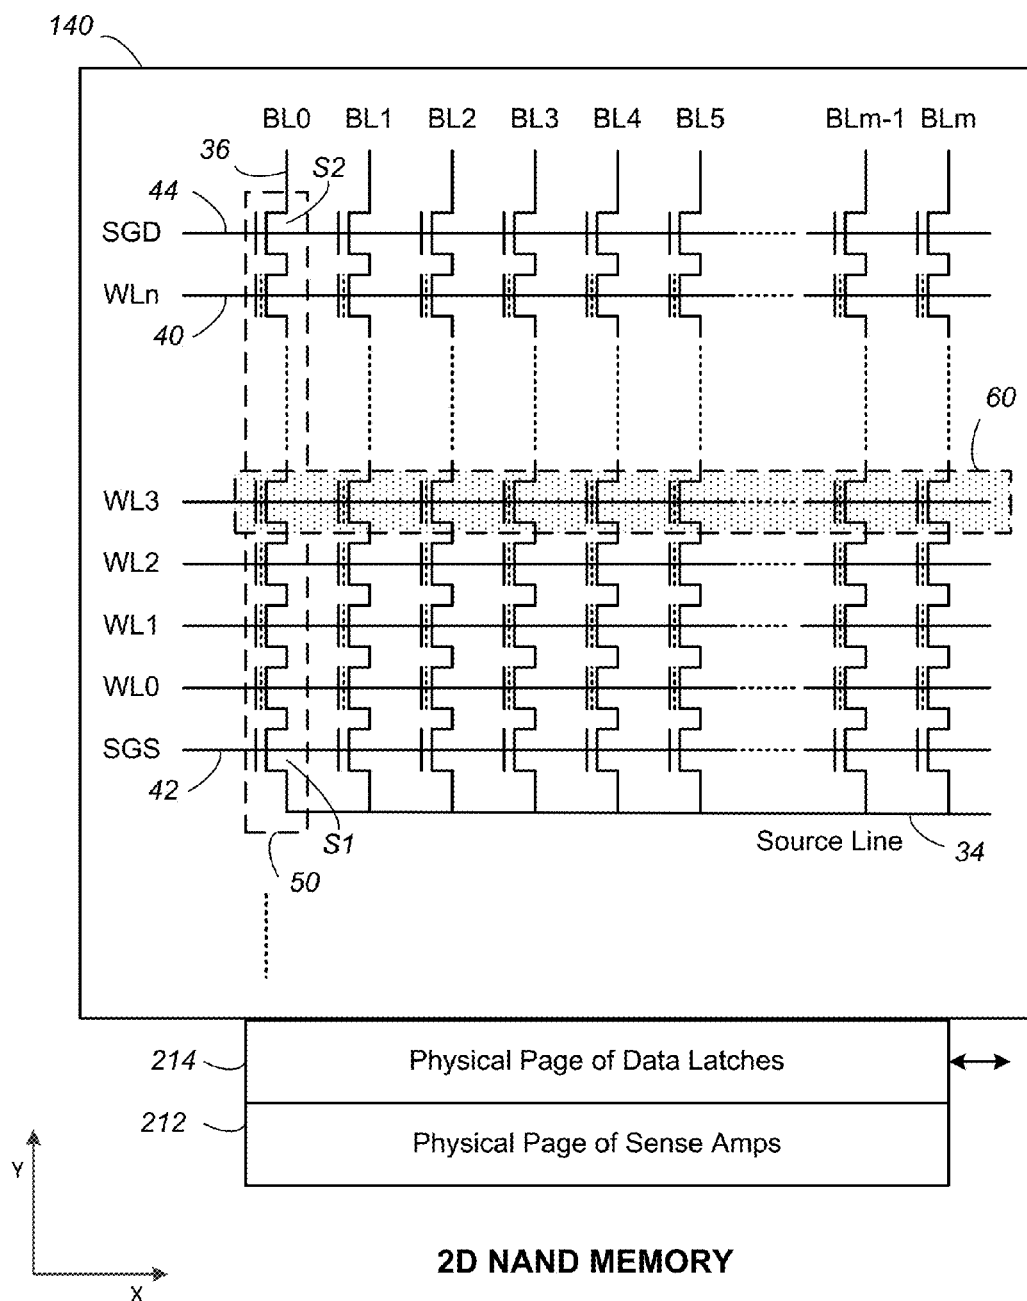 140
BL0 BL1 BL2 BL3 BL4 BL5 BLm-1 BLm
36
S2
44
SGD
WLn
40
60
WL3
WL2
WL1
WL0
SGS
42
S1
Source Line
34
50
214
Physical Page of Data Latches
212
Physical Page of Sense Amps
Y
X
2D NAND MEMORY